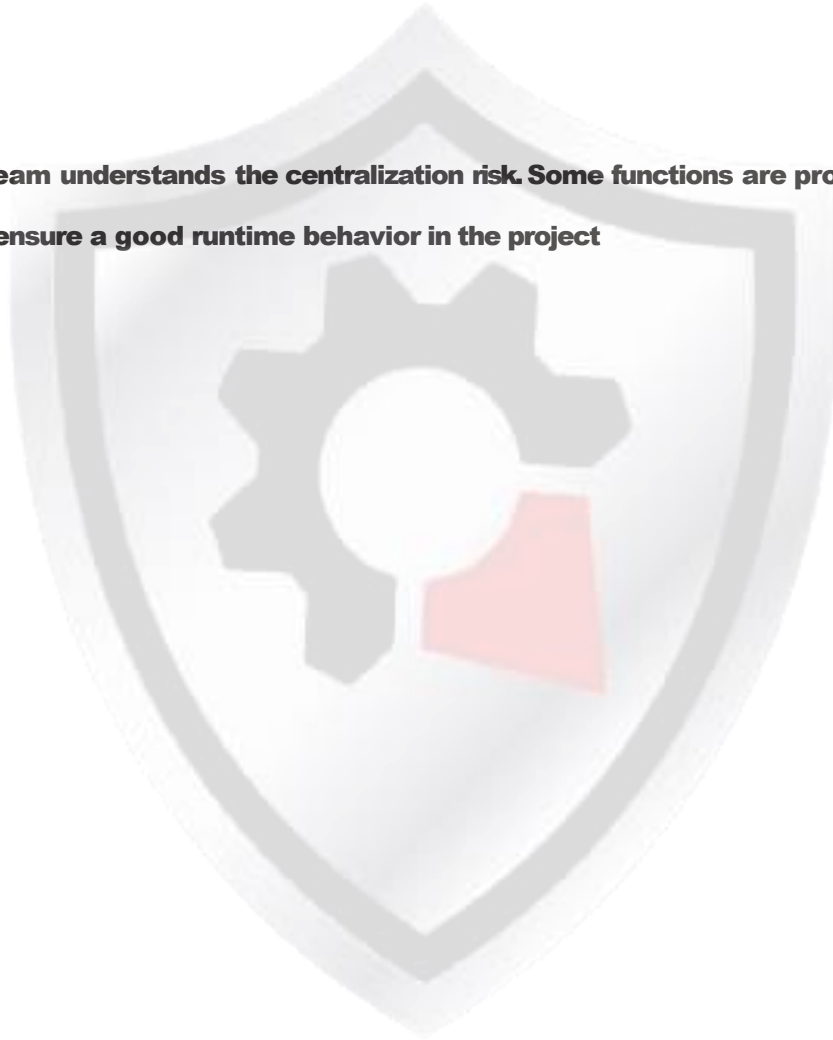 eam understands the centralization risk. Some functions are pro
ensure a good runtime behavior in the project